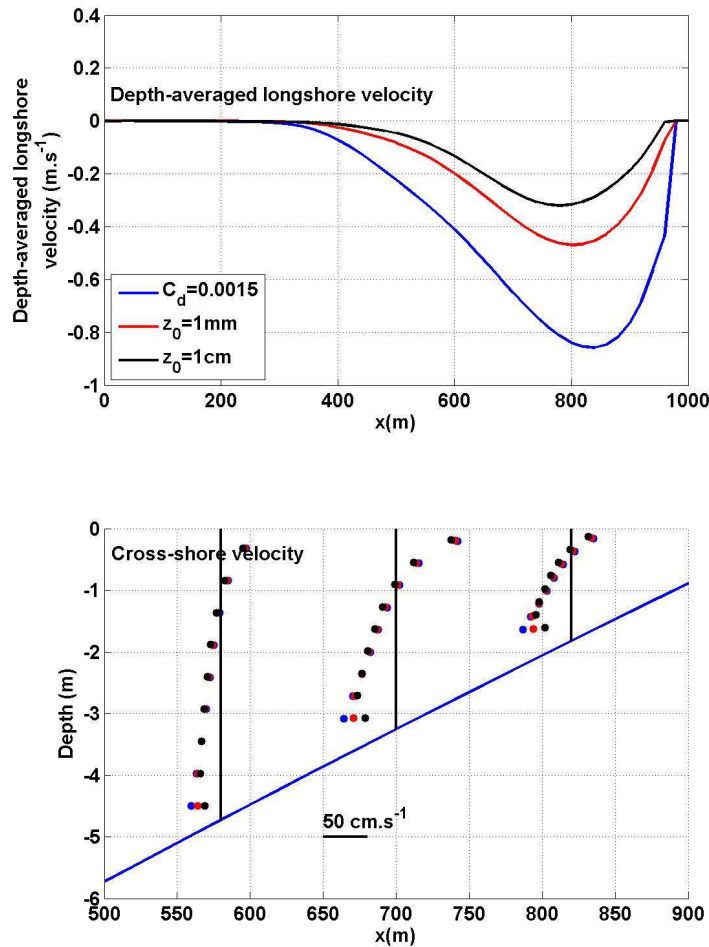 0.4
0.2
0
-0.2
-0.4
-0.6
-0.8
-1
Depth-averaged longshore
velocity (m.s-1)
Depth-averaged longshore velocity
Cd=0.0015
z0=1mm
z0=1cm
0 200 400 600 800 1000
x(m)
0
-1
-2
-3
-4
-5
-6
Depth (m)
Cross-shore velocity
50 cm.s-1
500 550 600 650 700 750 800 850 900
x(m)